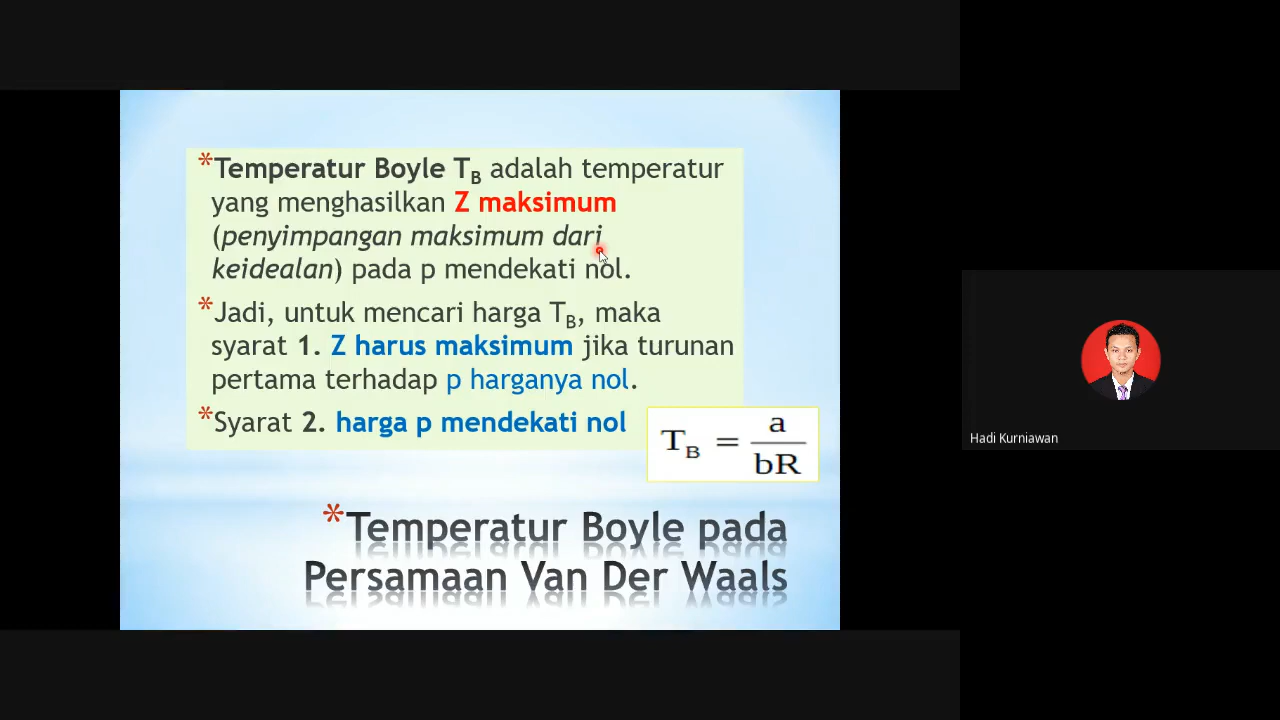 *Temperatur Boyle T_B adalah temperatur
yang menghasilkan Z maksimum
(penyimpangan maksimum dari
keidealan) pada p mendekati nol.
*Jadi, untuk mencari harga T_B, maka
syarat 1. Z harus maksimum jika turunan
pertama terhadap p harganya nol.
*Syarat 2. harga p mendekati nol
T_B = a / bR
*Temperatur Boyle pada
Persamaan Van Der Waals
Hadi Kurniawan